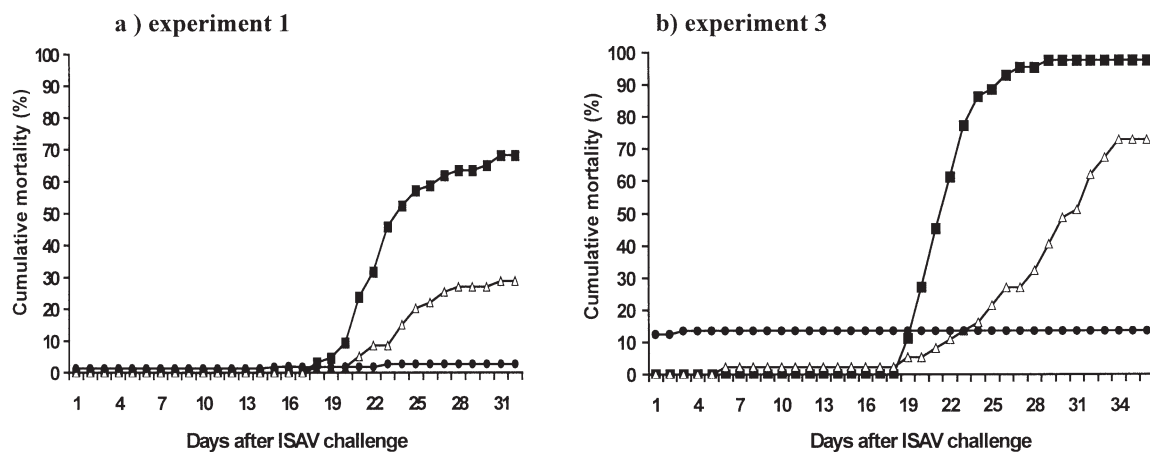 a ) experiment 1
100
90
80
70
60
50
40
30
20
10
0
Cumulative mortality (%)
1 4 7 10 13 16 19 22 25 28 31
Days after ISAV challenge
b) experiment 3
100
90
80
70
60
50
40
30
20
10
0
Cumulative mortality (%)
1 4 7 10 13 16 19 22 25 28 31 34
Days after ISAV challenge